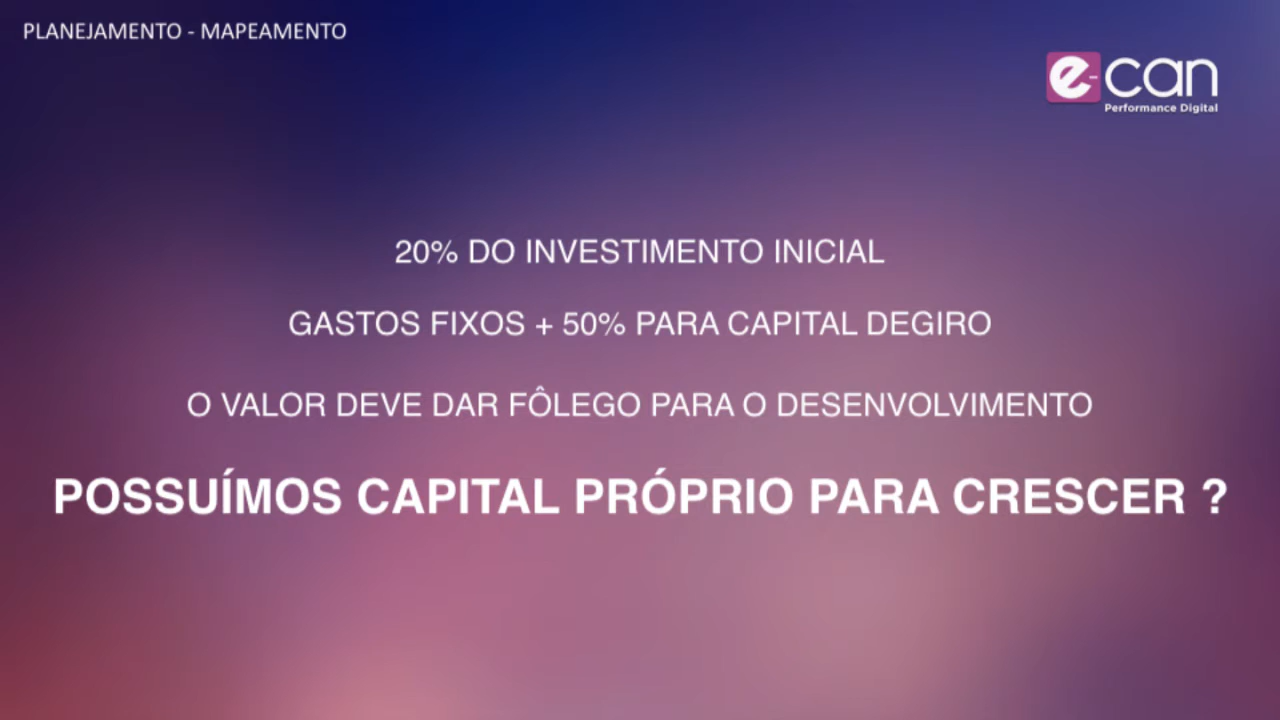 PLANEJAMENTO - MAPEAMENTO
e-can
Performance Digital
20% DO INVESTIMENTO INICIAL
GASTOS FIXOS + 50% PARA CAPITAL DEGIRO
O VALOR DEVE DAR FÔLEGO PARA O DESENVOLVIMENTO
POSSUÍMOS CAPITAL PRÓPRIO PARA CRESCER ?